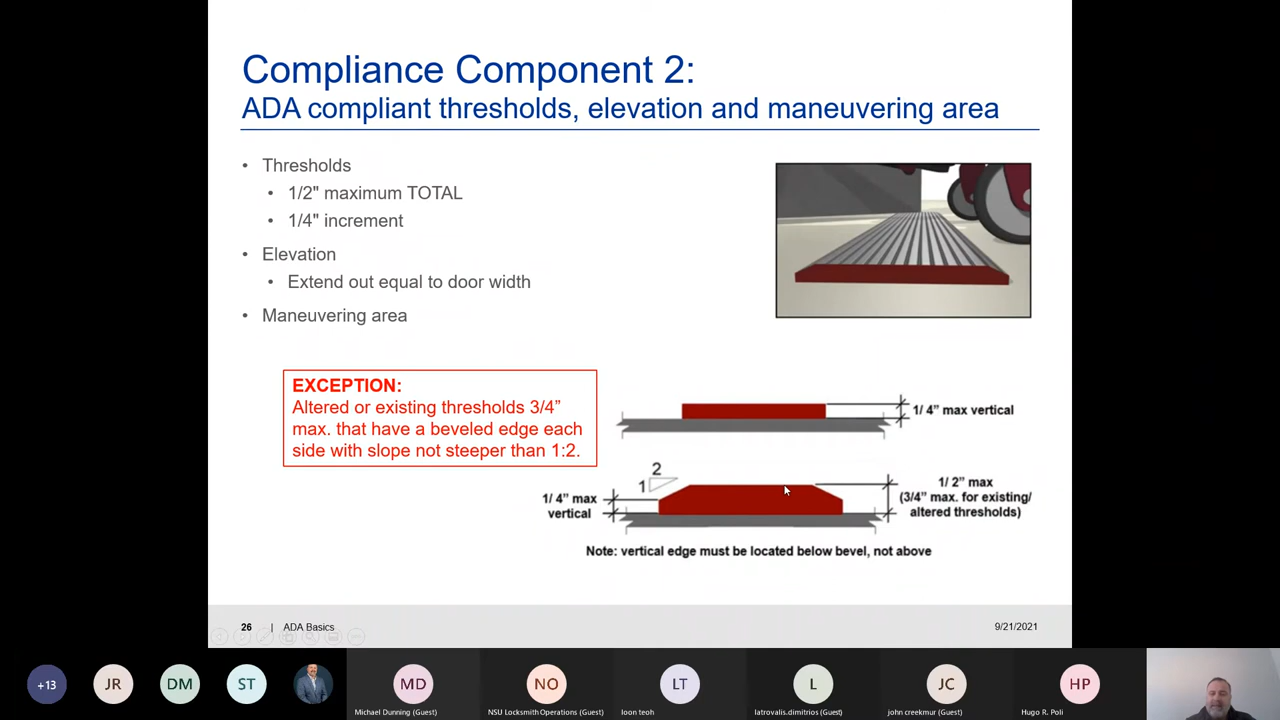 Compliance Component 2:
ADA compliant thresholds, elevation and maneuvering area
• Thresholds
• 1/2" maximum TOTAL
• 1/4" increment
• Elevation
• Extend out equal to door width
• Maneuvering area
EXCEPTION:
Altered or existing thresholds 3/4”
max. that have a beveled edge each
side with slope not steeper than 1:2.
1/ 4” max vertical
2
1
1/ 4” max
vertical
1/ 2” max
(3/4” max. for existing/
altered thresholds)
Note: vertical edge must be located below bevel, not above
26 | ADA Basics
9/21/2021
+13
JR
DM
ST
MD
NO
LT
L
JC
HP
Michael Dunning (Guest)
NSU Locksmith Operations (Guest)
loon teoh
latrovalis.dimitrios (Guest)
john creekmur (Guest)
Hugo R. Poli